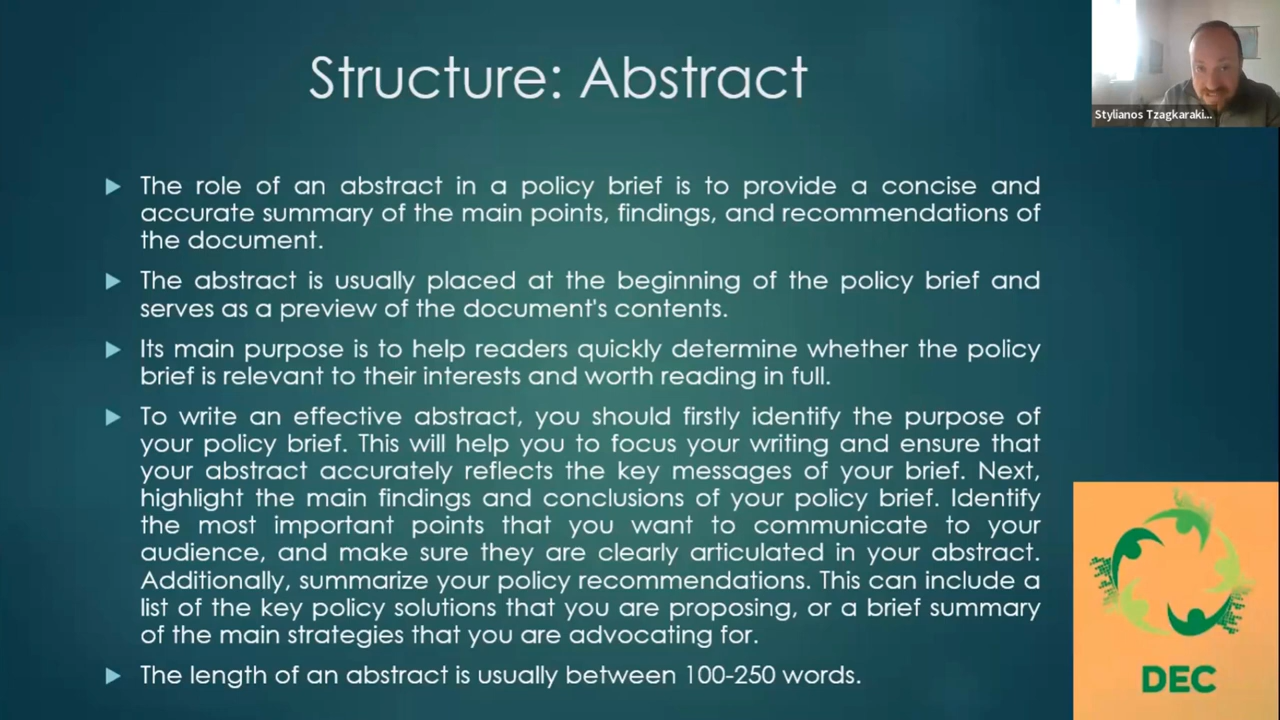 Structure: Abstract
Stylianos Tzagkaraki...
The role of an abstract in a policy brief is to provide a concise and
accurate summary of the main points, findings, and recommendations of
the document.
The abstract is usually placed at the beginning of the policy brief and
serves as a preview of the document's contents.
Its main purpose is to help readers quickly determine whether the policy
brief is relevant to their interests and worth reading in full.
To write an effective abstract, you should firstly identify the purpose of
your policy brief. This will help you to focus your writing and ensure that
your abstract accurately reflects the key messages of your brief. Next,
highlight the main findings and conclusions of your policy brief. Identify
the most important points that you want to communicate to your
audience, and make sure they are clearly articulated in your abstract.
Additionally, summarize your policy recommendations. This can include a
list of the key policy solutions that you are proposing, or a brief summary
of the main strategies that you are advocating for.
The length of an abstract is usually between 100-250 words.
DEC